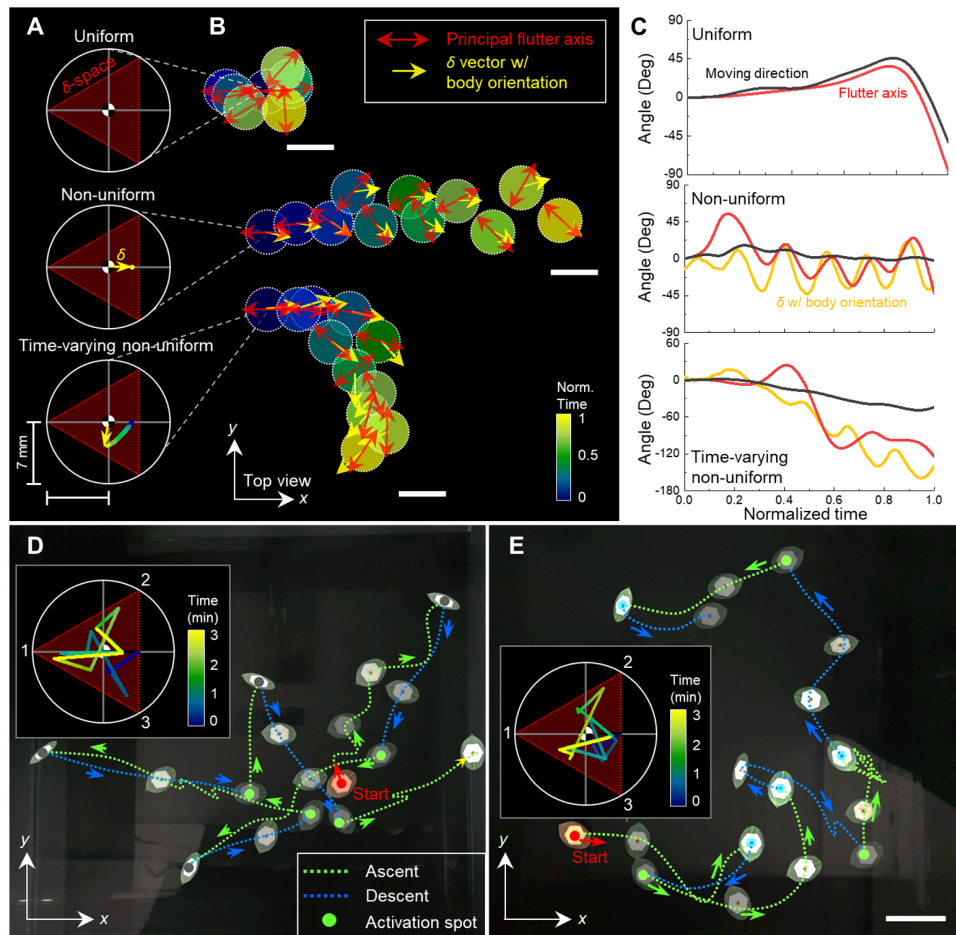 A
Uniform
δ-space
Non-uniform
δ
Time-varying non-uniform
7 mm
B
Principal flutter axis
δ vector w/
body orientation
Norm.
Time
1
0.5
0
y
Top view
x
C
Uniform
Moving direction
Flutter axis
Angle (Deg)
90
45
0
-45
-90
Non-uniform
δ w/ body orientation
Angle (Deg)
90
45
0
-45
-90
Time-varying
non-uniform
Angle (Deg)
60
0
-60
-120
-180
0.0
0.2
0.4
0.6
0.8
1.0
Normalized time
D
1
2
3
Time
(min)
3
2
1
0
Start
y
x
Ascent
Descent
Activation spot
E
1
2
3
Time
(min)
3
2
1
0
Start
y
x